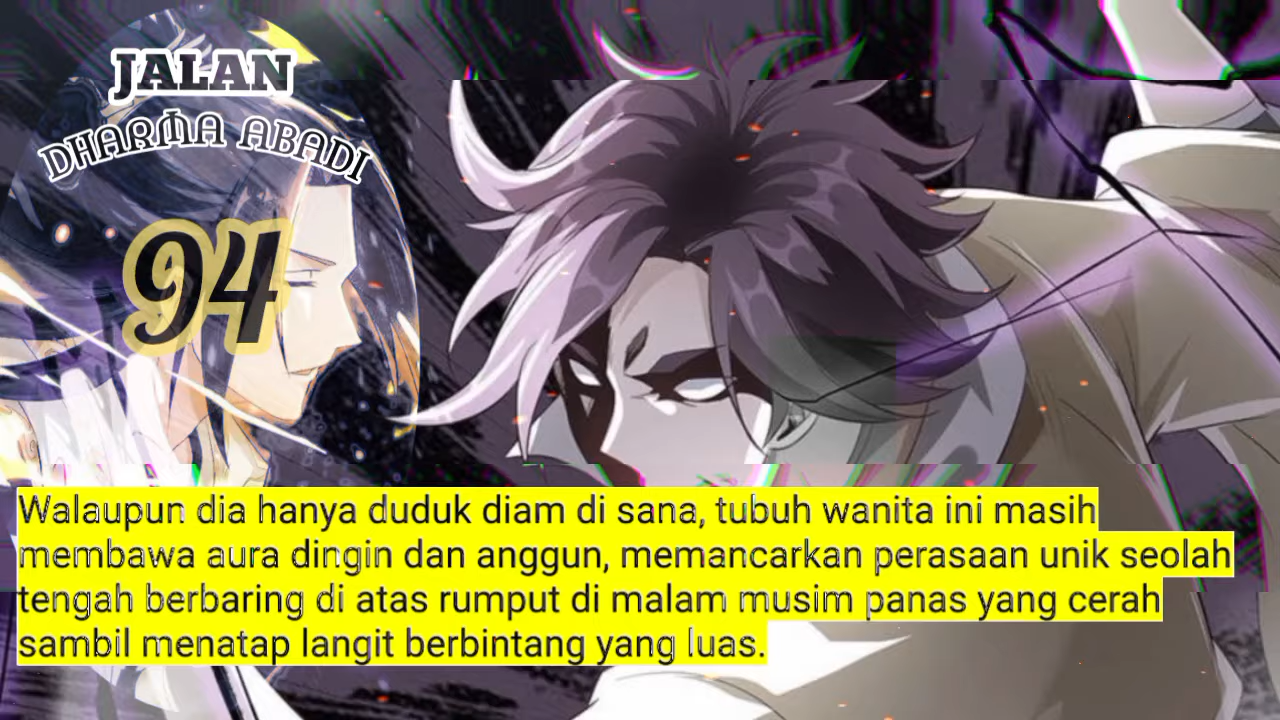 JALAN
DHARMA ABADI
94
Walaupun dia hanya duduk diam di sana, tubuh wanita ini masih
membawa aura dingin dan anggun, memancarkan perasaan unik seolah
tengah berbaring di atas rumput di malam musim panas yang cerah
sambil menatap langit berbintang yang luas.